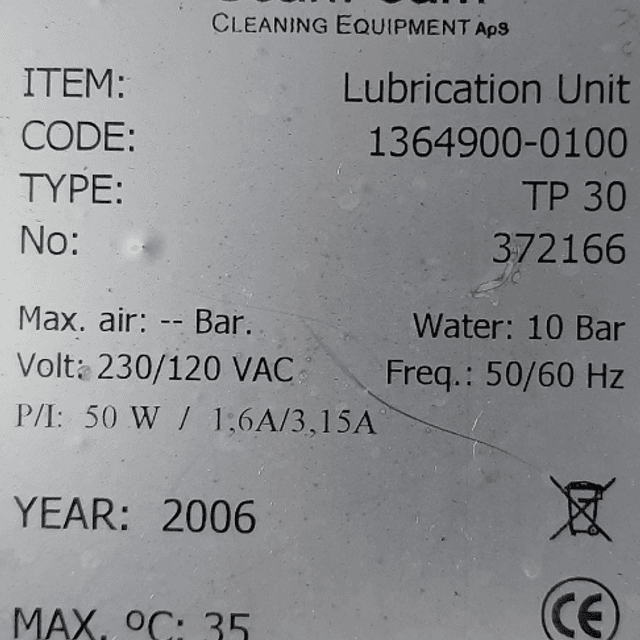 CLEANING EQUIPMENT ApS
ITEM: Lubrication Unit
CODE: 1364900-0100
TYPE: TP 30
No: 372166
Max. air: -- Bar. Water: 10 Bar
Volt: 230/120 VAC Freq.: 50/60 Hz
P/I: 50 W / 1,6A/3,15A
YEAR: 2006
MAX. ºC: 35
CE